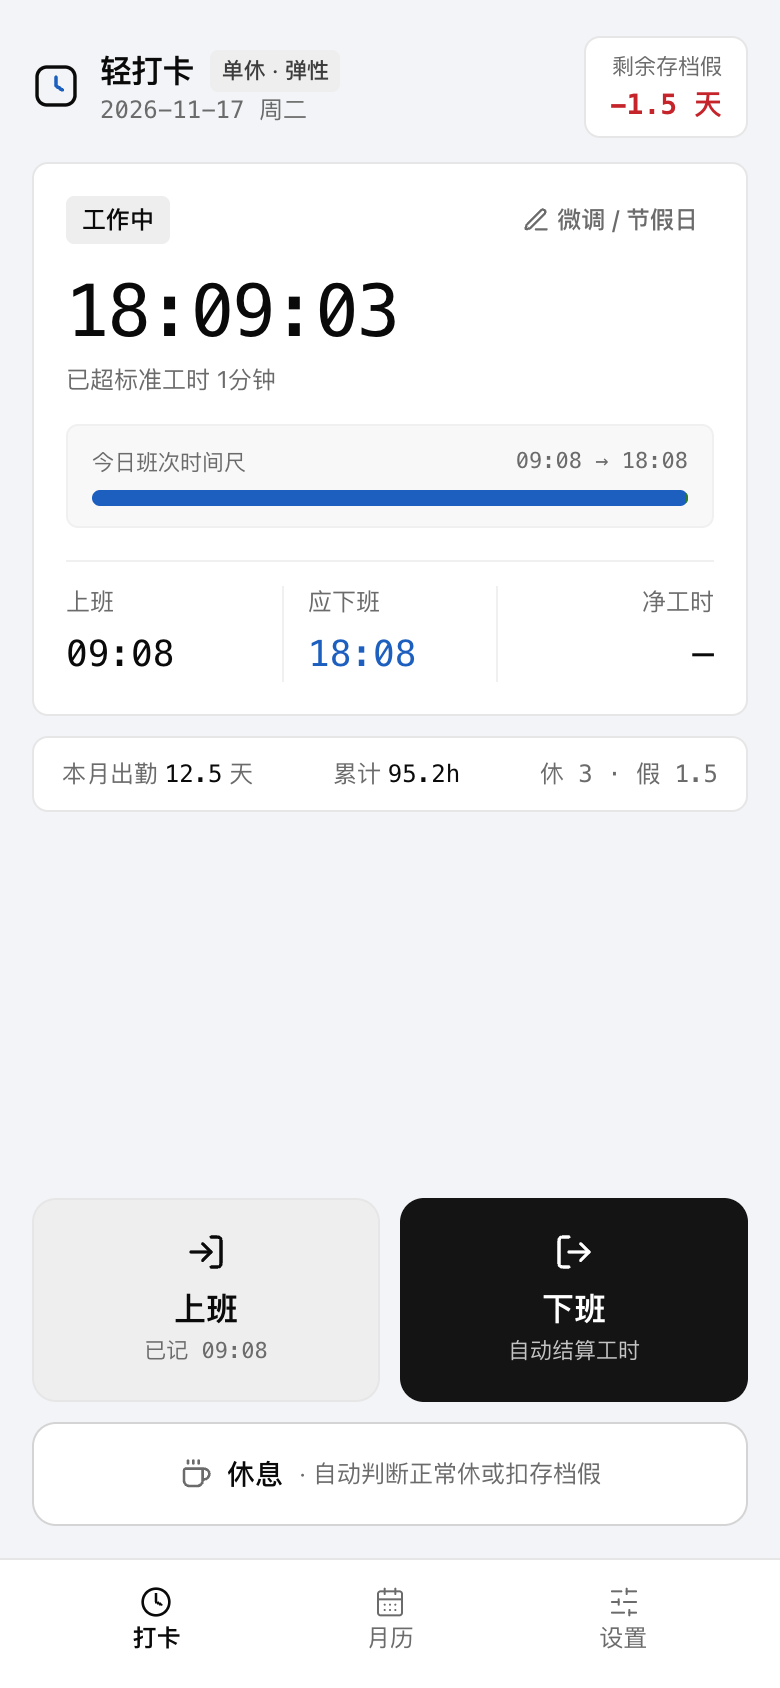 轻打卡 单休 · 弹性
2026-11-17 周二
剩余存档假
-1.5 天
工作中
微调 / 节假日
18:09:03
已超标准工时 1分钟
今日班次时间尺 09:08 → 18:08
上班 应下班 净工时
09:08 18:08 —
本月出勤 12.5 天 累计 95.2h 休 3 · 假 1.5
上班
已记 09:08
下班
自动结算工时
休息 · 自动判断正常休或扣存档假
打卡 月历 设置